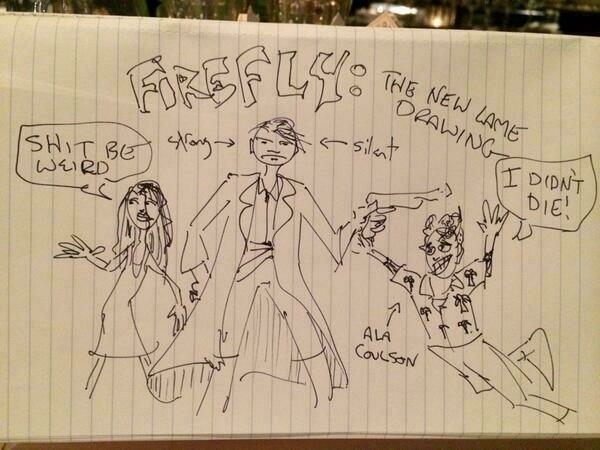 FIREFLY:
THE NEW LAME
DRAWING
SHIT BE
WEIRD
strong
silent
I DIDN'T
DIE!
ALA
COULSON